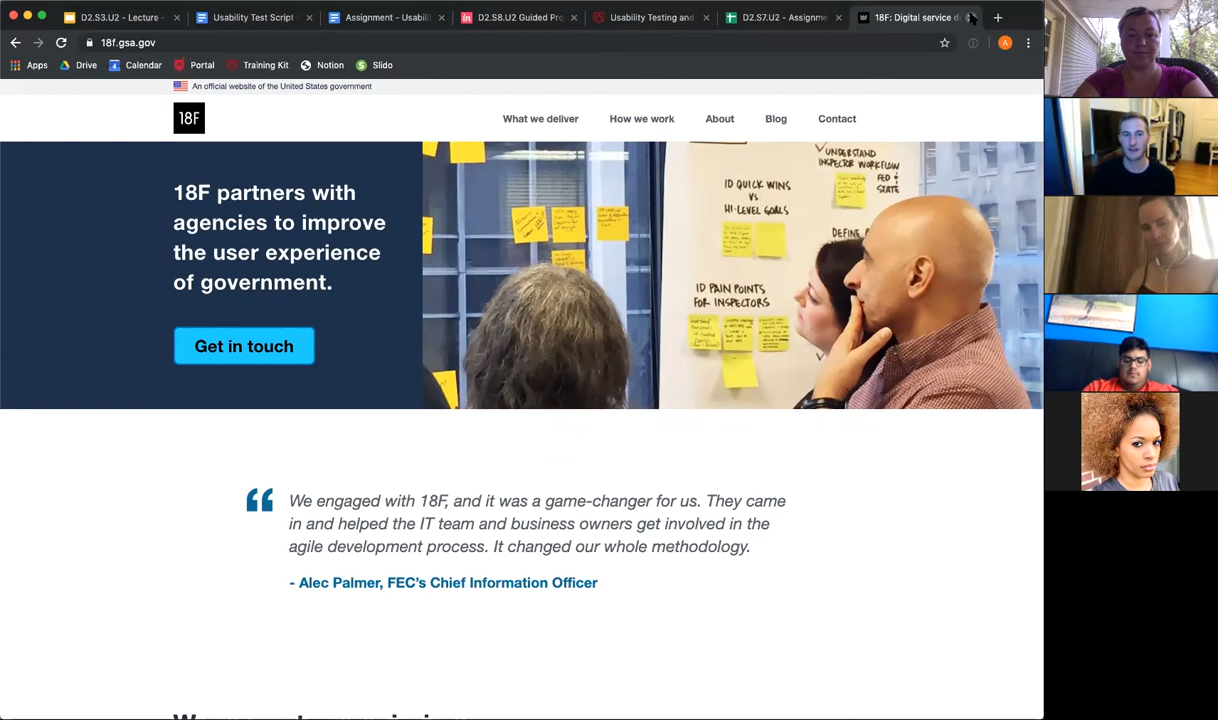 D2.S3.U2 - Lecture -
Usability Test Script
Assignment - Usabili
D2.S8.U2 Guided Pro
Usability Testing and
D2.S7.U2 - Assignme
18F: Digital service d
18f.gsa.gov
A
Apps
Drive
Calendar
Portal
Training Kit
Notion
Slido
An official website of the United States government
18F
What we deliver
How we work
About
Blog
Contact
18F partners with
agencies to improve
the user experience
of government.
Get in touch
UNDERSTAND
INSPECTOR WORKFLOW
FED &
STATE
ID QUICK WINS
VS.
HI-LEVEL GOALS
DEFINE
ID PAIN POINTS
FOR INSPECTORS
We engaged with 18F, and it was a game-changer for us. They came
in and helped the IT team and business owners get involved in the
agile development process. It changed our whole methodology.
- Alec Palmer, FEC's Chief Information Officer